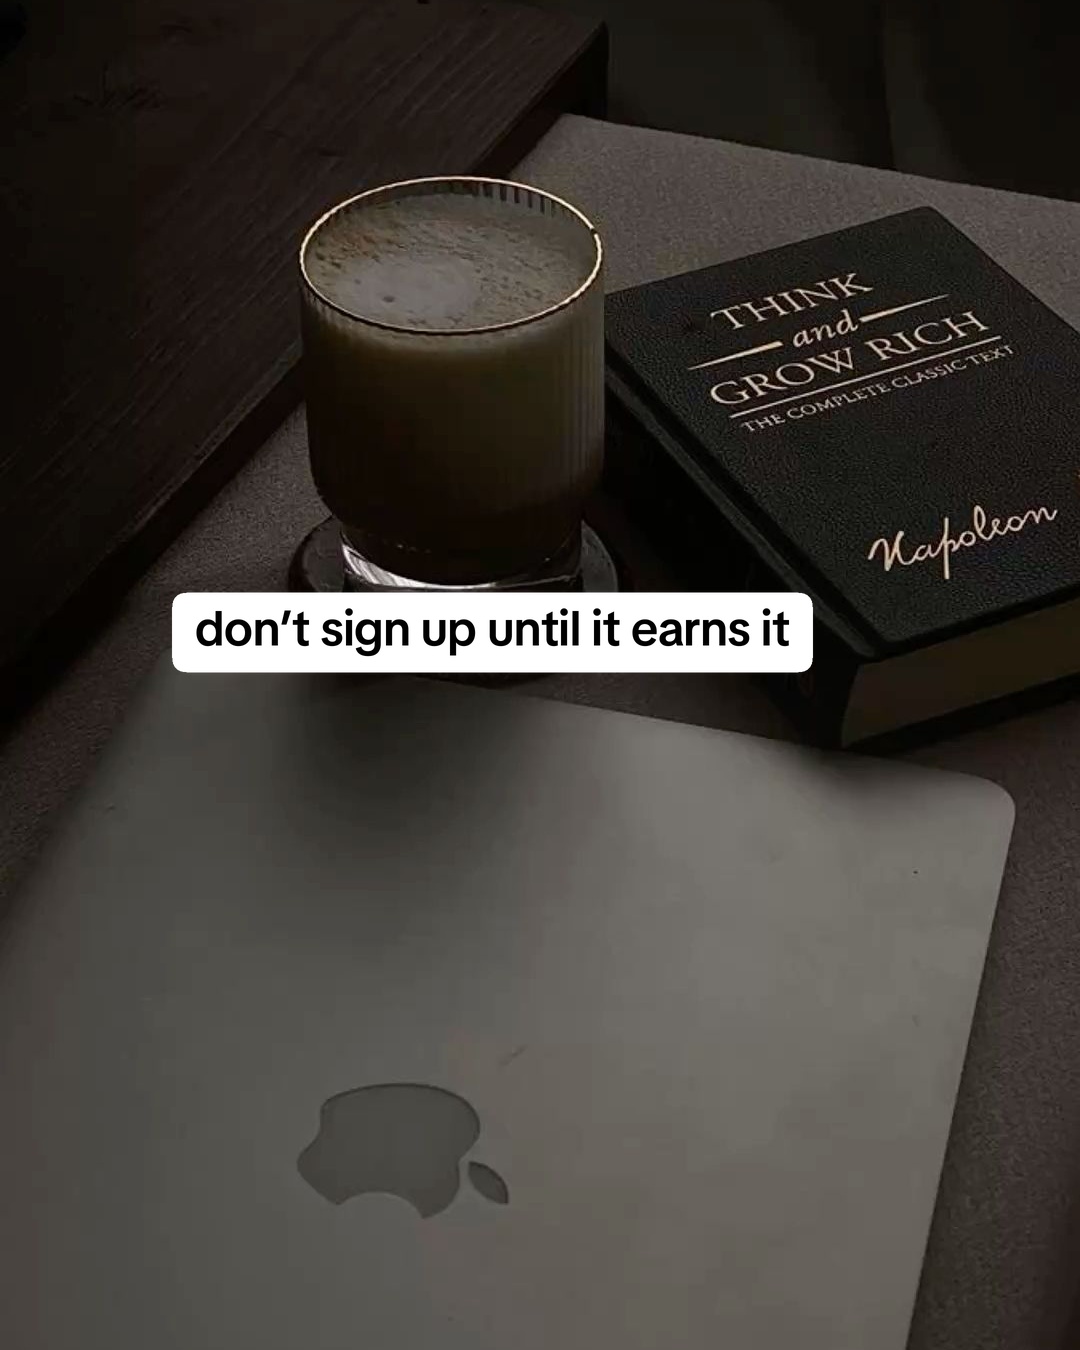 THINK
and
GROW RICH
THE COMPLETE CLASSIC TEXT
Napoleon
don't sign up until it earns it